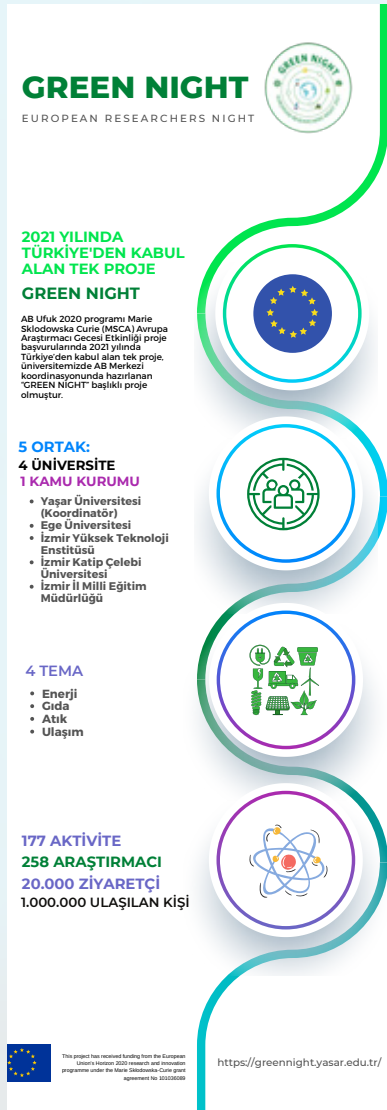 GREEN NIGHT
EUROPEAN RESEARCHERS NIGHT
GREEN NIGHT
2021 YILINDA
TÜRKİYE'DEN KABUL
ALAN TEK PROJE
GREEN NIGHT
AB Ufuk 2020 programı Marie
Sklodowska Curie (MSCA) Avrupa
Araştırmacı Gecesi Etkinliği proje
başvurularında 2021 yılında
Türkiye'den kabul alan tek proje,
üniversitemizde AB Merkezi
koordinasyonunda hazırlanan
"GREEN NIGHT" başlıklı proje
olmuştur.
5 ORTAK:
4 ÜNİVERSİTE
1 KAMU KURUMU
• Yaşar Üniversitesi
(Koordinatör)
• Ege Üniversitesi
• İzmir Yüksek Teknoloji
Enstitüsü
• İzmir Katip Çelebi
Üniversitesi
• İzmir İl Milli Eğitim
Müdürlüğü
4 TEMA
• Enerji
• Gıda
• Atık
• Ulaşım
177 AKTİVİTE
258 ARAŞTIRMACI
20.000 ZİYARETÇİ
1.000.000 ULAŞILAN KİŞİ
This project has received funding from the European
Union's Horizon 2020 research and innovation
programme under the Marie Skłodowska-Curie grant
agreement No 101036089
https://greennight.yasar.edu.tr/